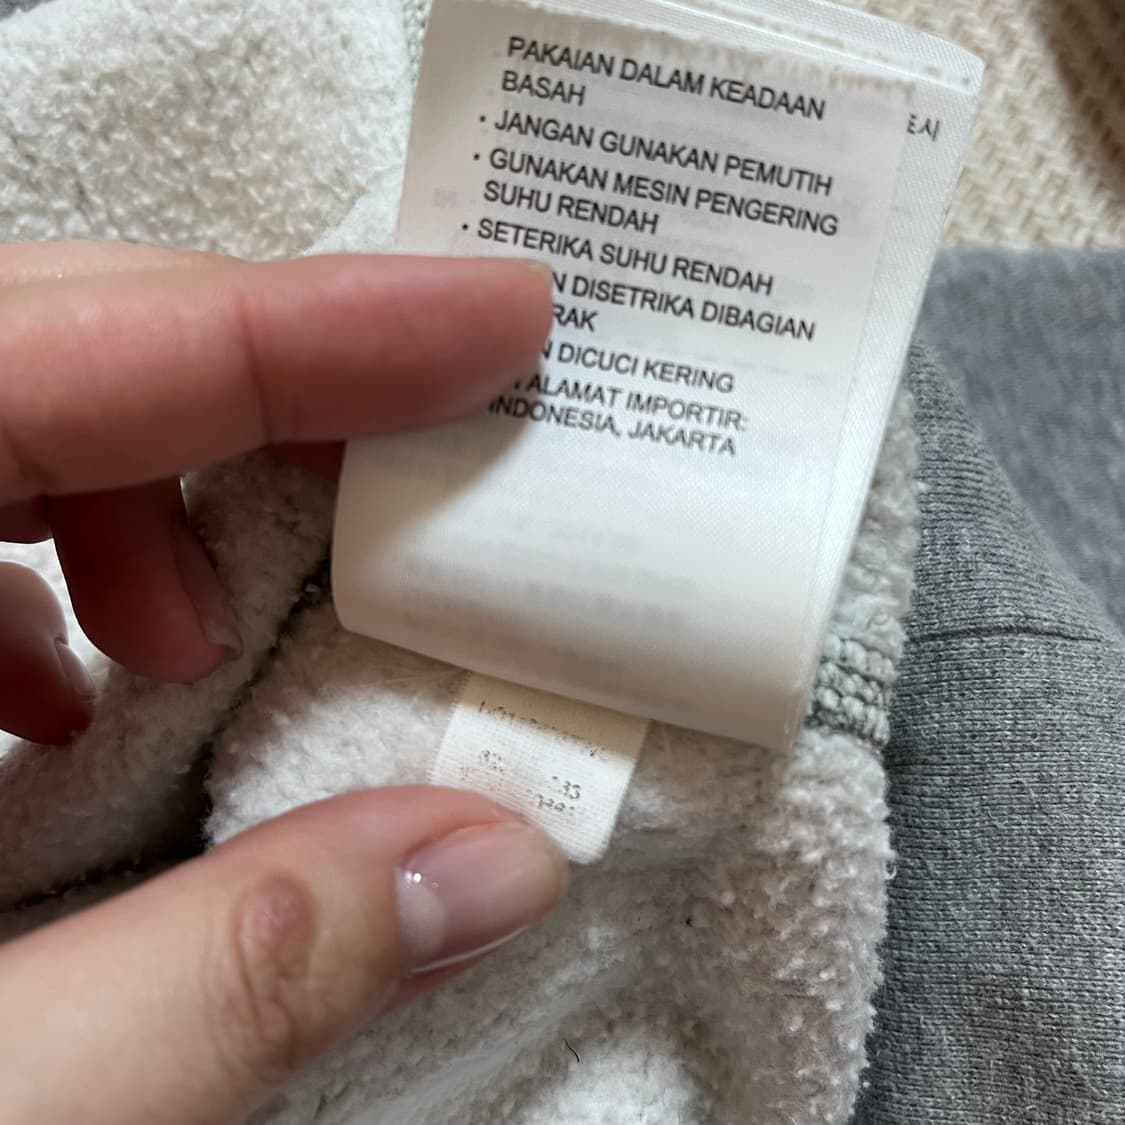 PAKAIAN DALAM KEADAAN
BASAH
• JANGAN GUNAKAN PEMUTIH
• GUNAKAN MESIN PENGERING
SUHU RENDAH
• SETERIKA SUHU RENDAH
DISETRIKA DIBAGIAN
DICUCI KERING
ALAMAT IMPORTIR:
INDONESIA, JAKARTA